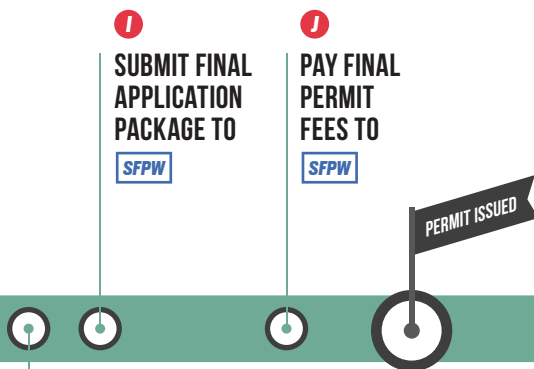 I
SUBMIT FINAL
APPLICATION
PACKAGE TO
SFPW
J
PAY FINAL
PERMIT
FEES TO
SFPW
PERMIT ISSUED